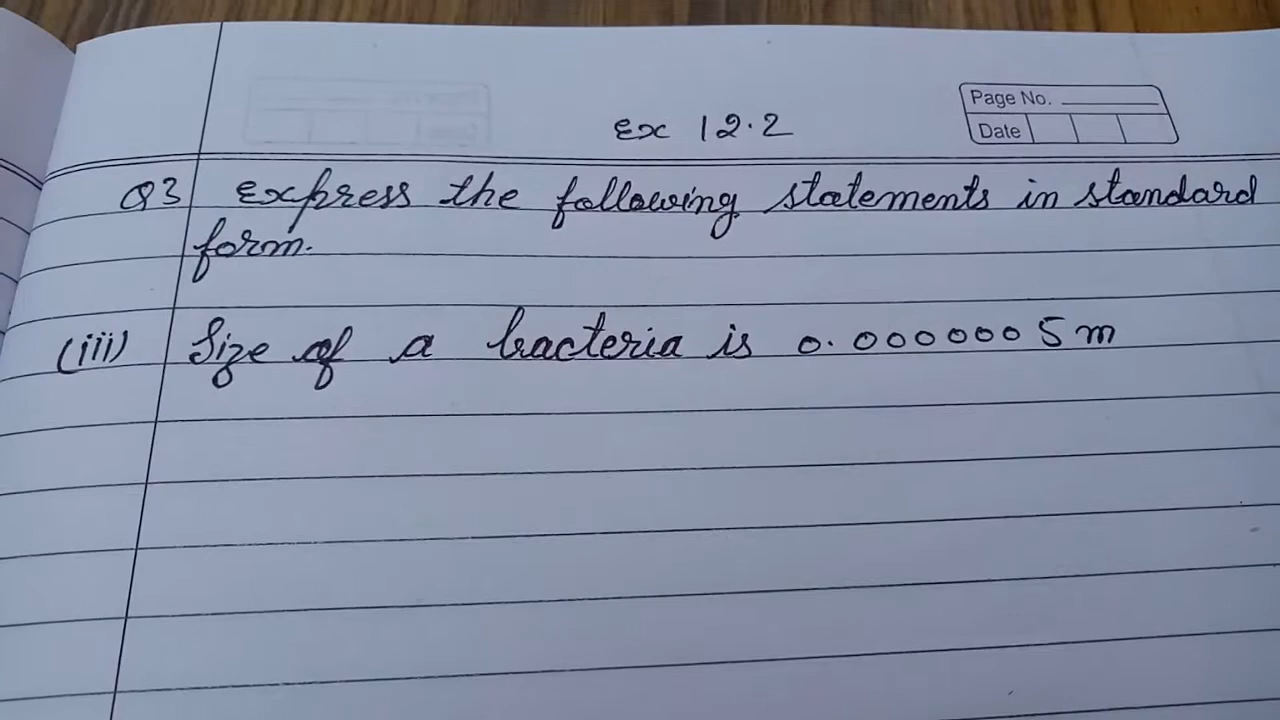 Ex 12.2
Page No.
Date
Q3 Express the following statements in standard
form.
(iii) Size of a bacteria is 0.0000005 m